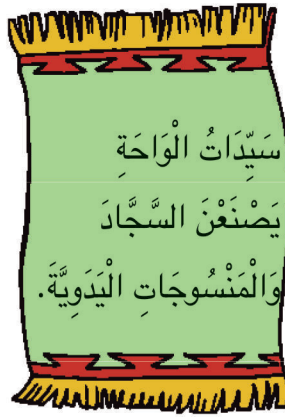 سَيِّدَاتُ الْوَاحَةِ
يَصْنَعْنَ السَّجَّادَ
وَالْمَنْسُوجَاتِ الْيَدَوِيَّةَ.